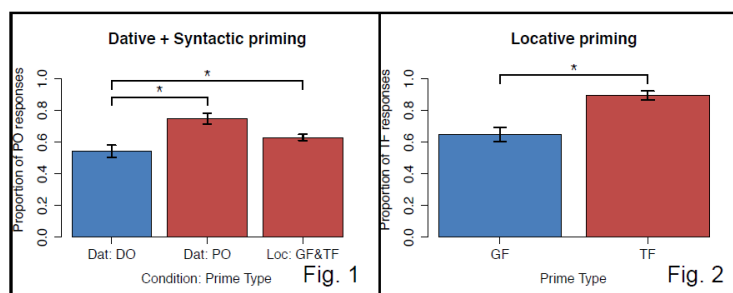 Dative + Syntactic priming
*
*
Proportion of PO responses
0.0 0.2 0.4 0.6 0.8 1.0
Dat: DO Dat: PO Loc: GF&TF
Condition: Prime Type
Fig. 1
Locative priming
*
Proportion of TF responses
0.0 0.2 0.4 0.6 0.8 1.0
GF TF
Prime Type
Fig. 2